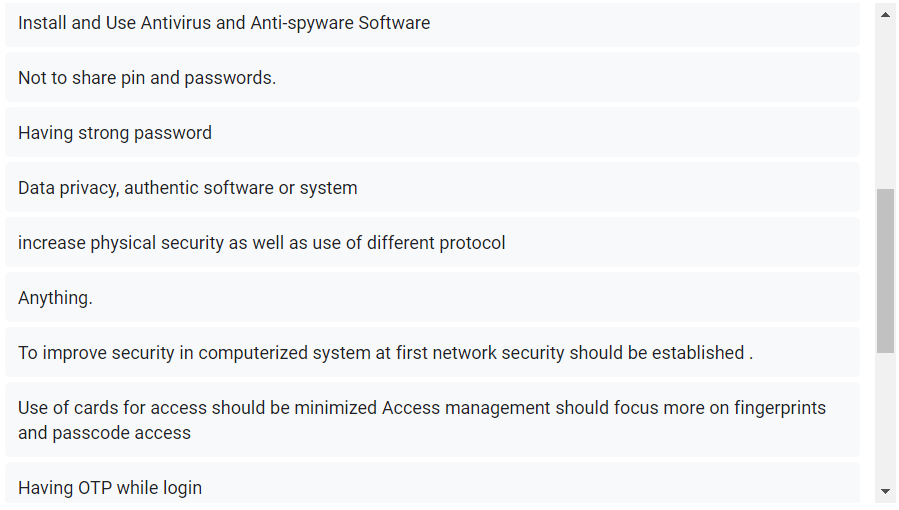 Install and Use Antivirus and Anti-spyware Software
Not to share pin and passwords.
Having strong password
Data privacy, authentic software or system
increase physical security as well as use of different protocol
Anything.
To improve security in computerized system at first network security should be established .
Use of cards for access should be minimized Access management should focus more on fingerprints
and passcode access
Having OTP while login